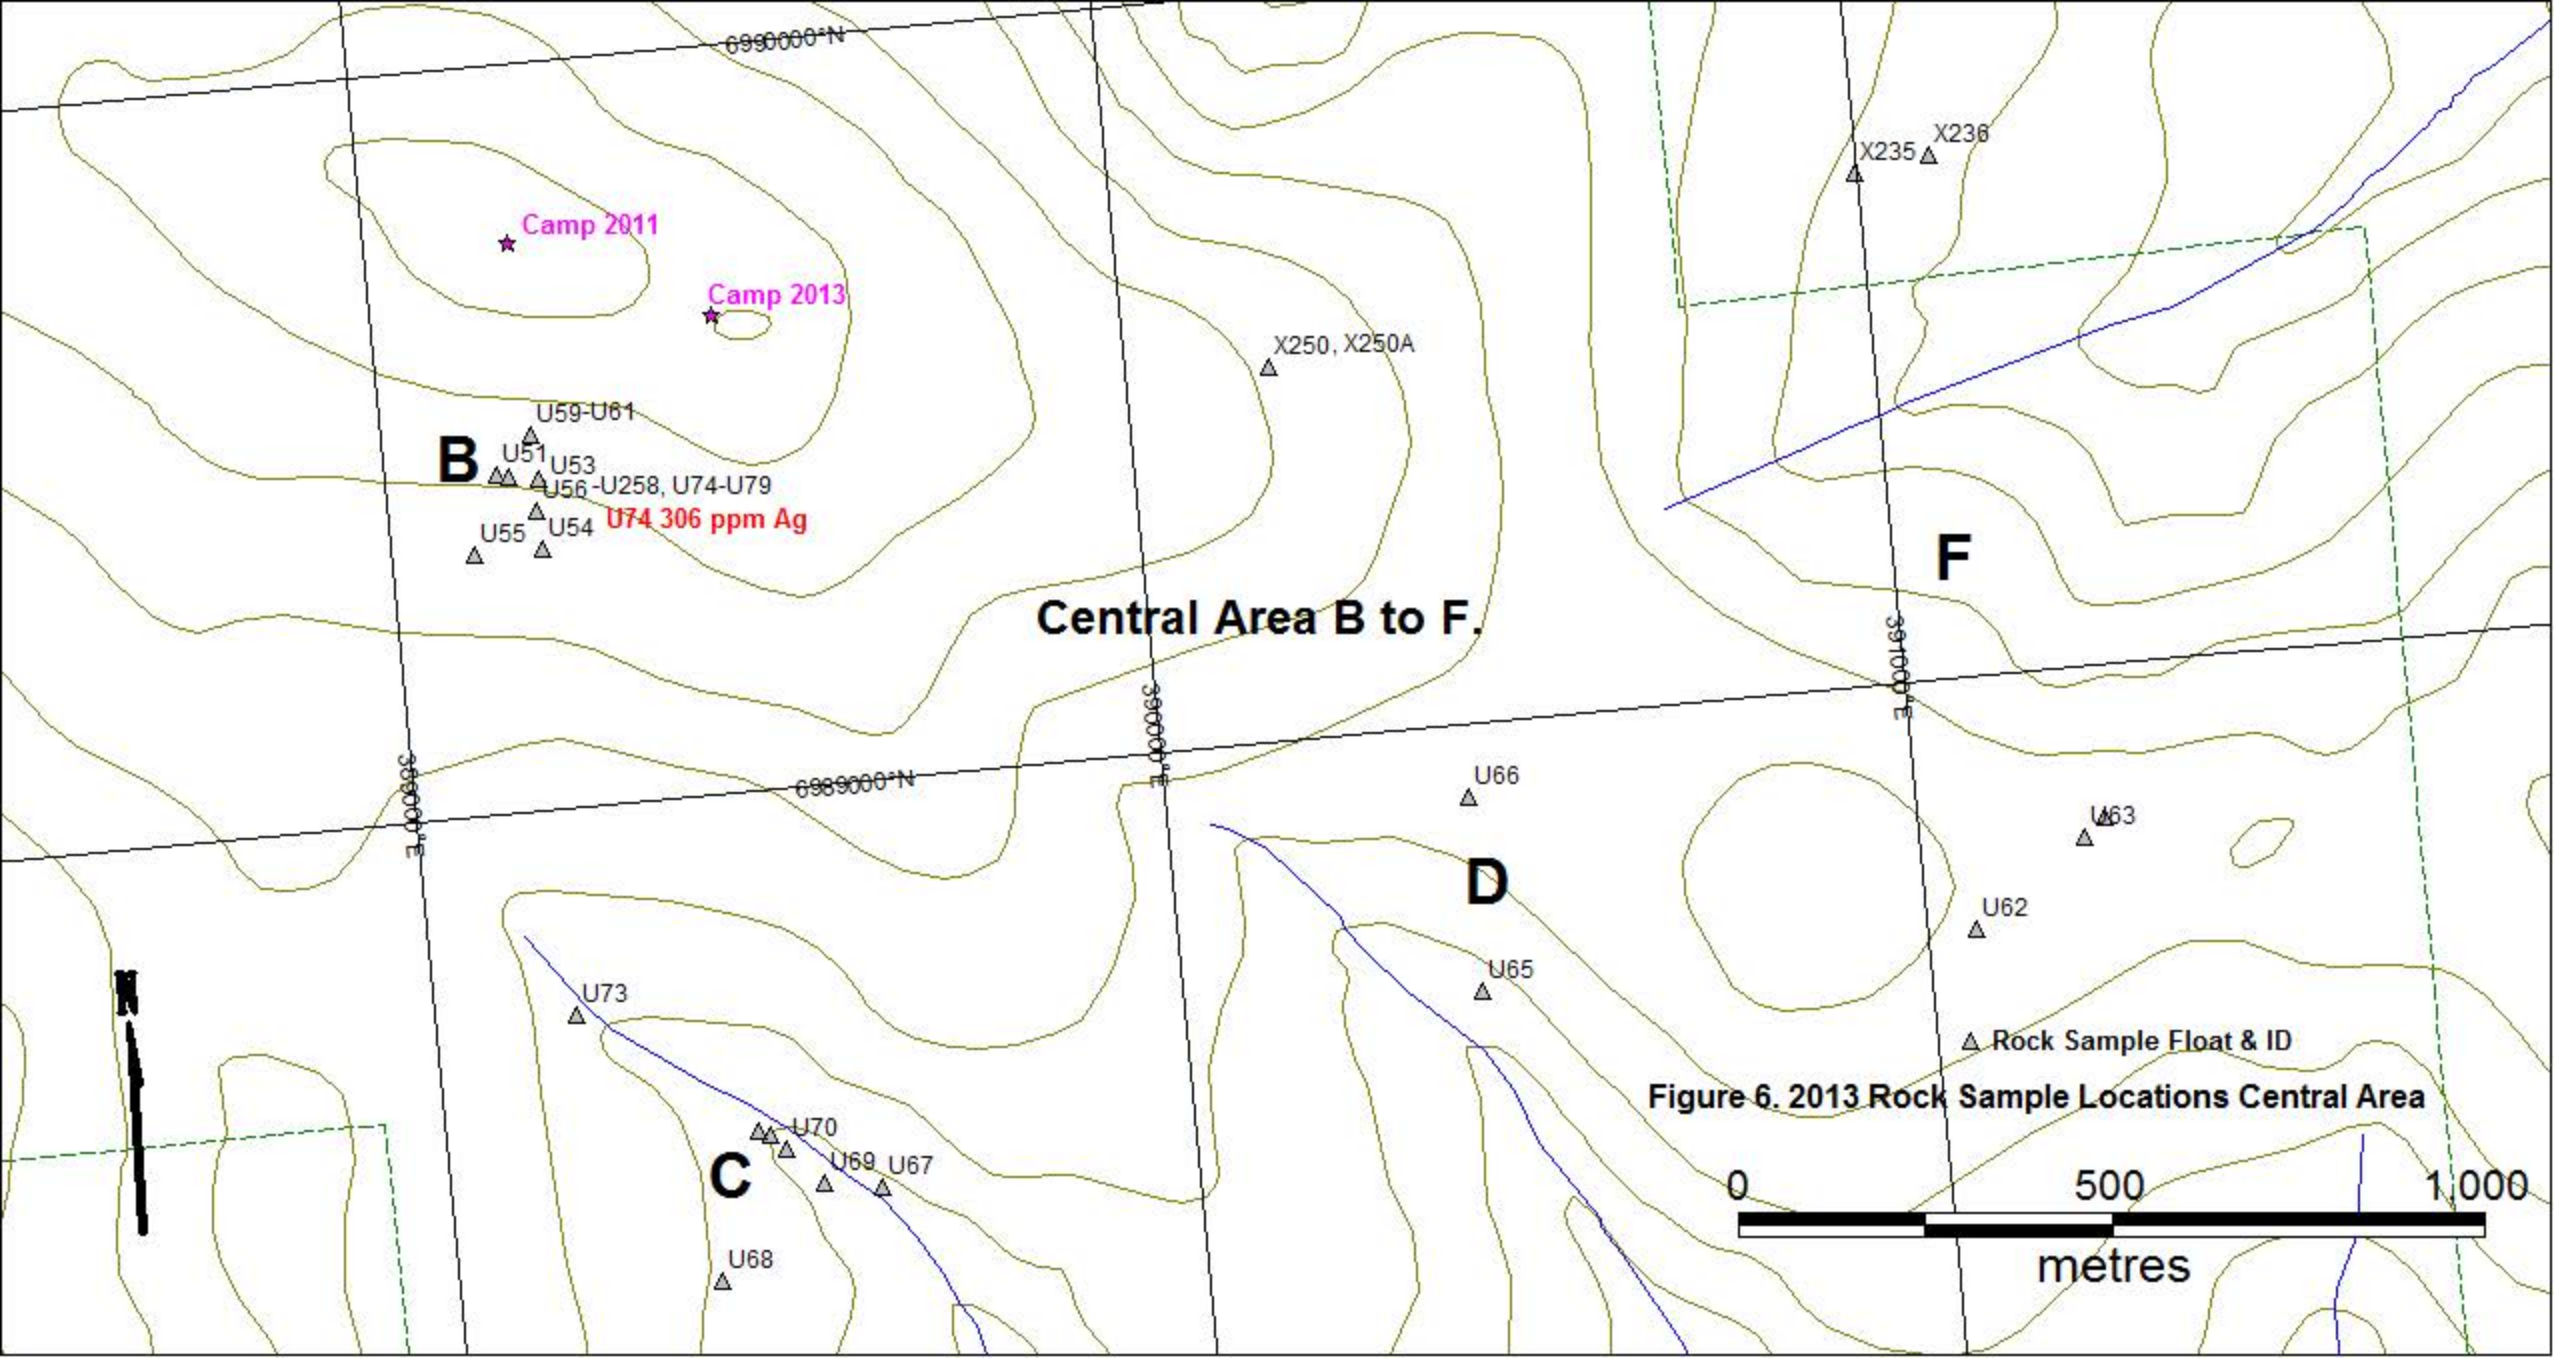 6990000°N
X236
X235
Camp 2011
Camp 2013
X250, X250A
U59-U61
B
U51
U53
U56 -U258, U74-U79
U74 306 ppm Ag
U54
U55
F
Central Area B to F.
391000°E
390000°E
389000°E
6989000°N
U66
U63
D
U62
U65
U73
Rock Sample Float & ID
Figure 6. 2013 Rock Sample Locations Central Area
U70
C
U69
U67
0 500 1,000
metres
U68